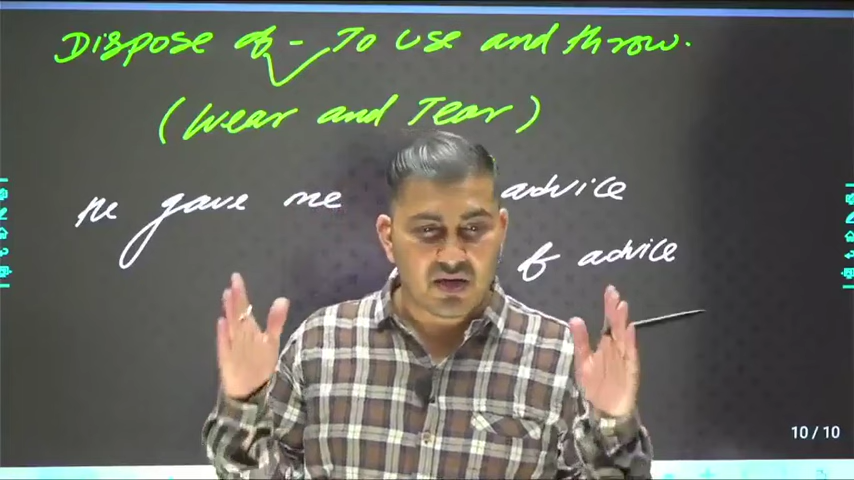 Dispose of - To use and throw.
(Wear and Tear)
He gave me advice
of advice
10 / 10